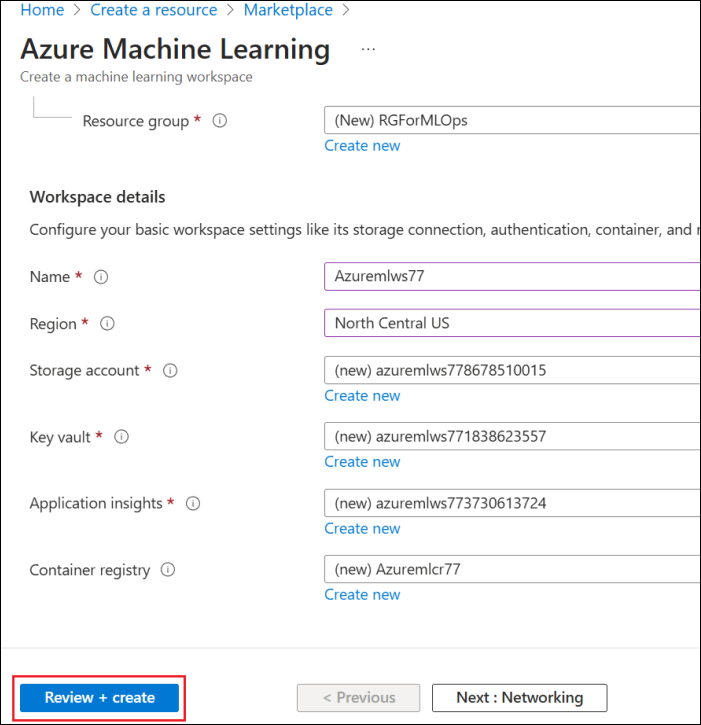 Home > Create a resource > Marketplace >
Azure Machine Learning ...
Create a machine learning workspace
Resource group * (New) RGForMLOps
Create new
Workspace details
Configure your basic workspace settings like its storage connection, authentication, container, and
Name * Azuremlws77
Region * North Central US
Storage account * (new) azuremlws778678510015
Create new
Key vault * (new) azuremlws771838623557
Create new
Application insights * (new) azuremlws773730613724
Create new
Container registry (new) Azuremlcr77
Create new
Review + create < Previous Next : Networking